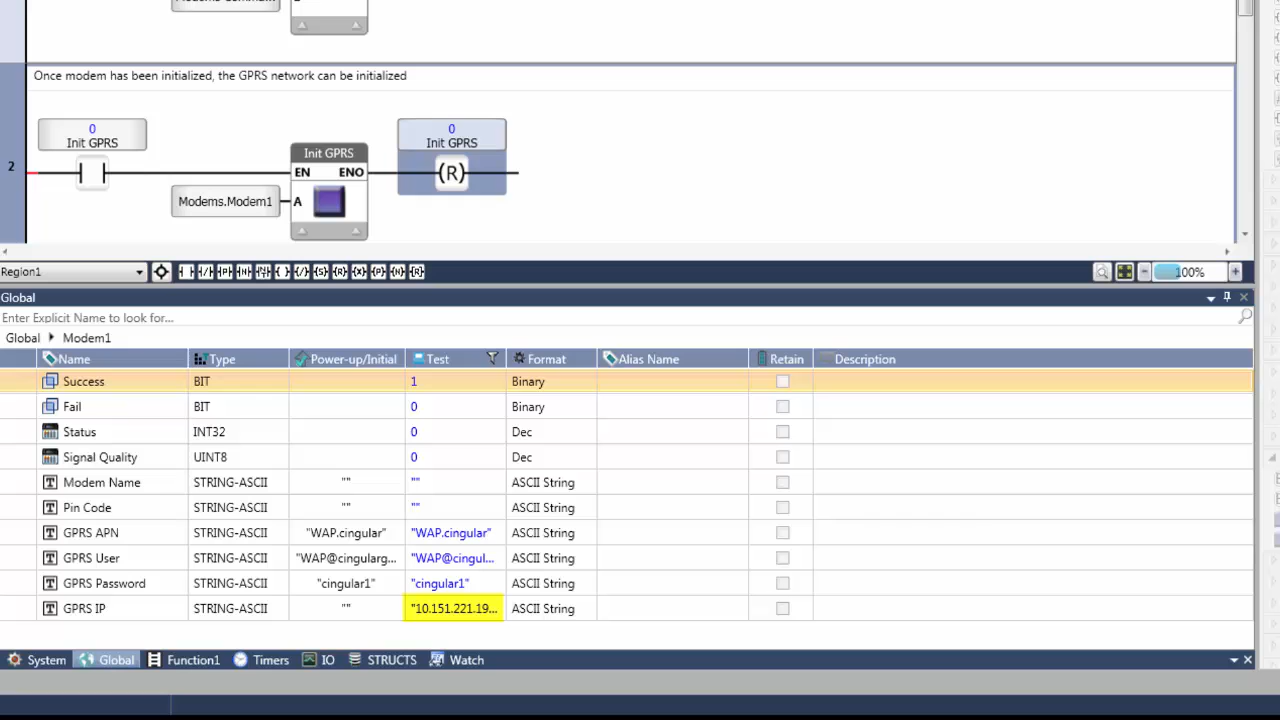 Once modem has been initialized, the GPRS network can be initialized
0 0
Init GPRS Init GPRS
Init GPRS
2 EN ENO (R)
Modems.Modem1 A
Region1 100%
Global
Enter Explicit Name to look for...
Global Modem1
Name Type Power-up/Initial Test Format Alias Name Retain Description
Success BIT 1 Binary
Fail BIT 0 Binary
Status INT32 0 Dec
Signal Quality UINT8 0 Dec
Modem Name STRING-ASCII "" "" ASCII String
Pin Code STRING-ASCII "" "" ASCII String
GPRS APN STRING-ASCII "WAP.cingular" "WAP.cingular" ASCII String
GPRS User STRING-ASCII "WAP@cingularg... "WAP@cingul... ASCII String
GPRS Password STRING-ASCII "cingular1" "cingular1" ASCII String
GPRS IP STRING-ASCII "" "10.151.221.19... ASCII String
System Global Function1 Timers IO STRUCTS Watch